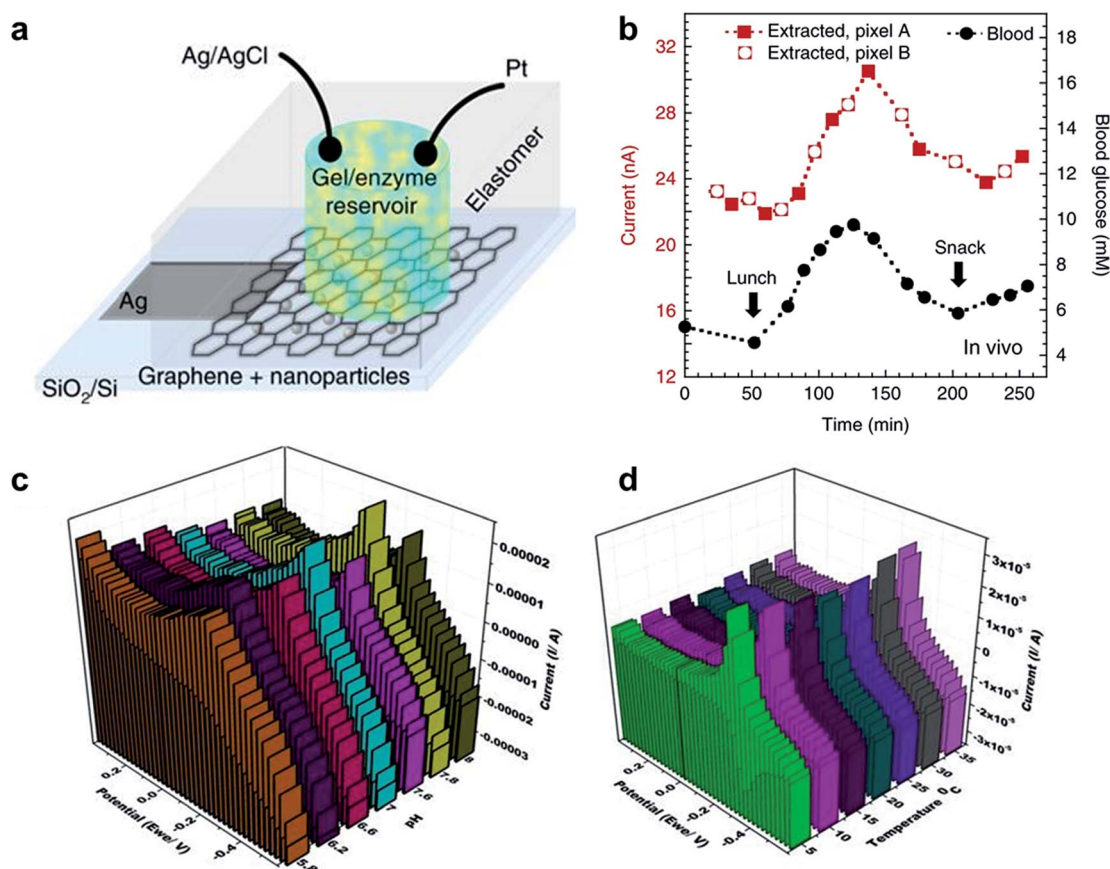 a
Ag/AgCl
Pt
Gel/enzyme
reservoir
Elastomer
Ag
Graphene + nanoparticles
SiO₂/Si
b
Extracted, pixel A
Extracted, pixel B
Blood
32
28
24
20
16
12
Current (nA)
18
16
14
12
10
8
6
4
Blood glucose (mM)
Lunch
Snack
In vivo
0
50
100
150
200
250
Time (min)
c
0.00002
0.00001
0.00000
-0.00001
-0.00002
-0.00003
Current (I/ A)
0.2
0.0
-0.2
-0.4
Potential (Ewe/ V)
5.8
6.2
6.6
7
7.6
7.8
8
pH
d
3x10⁻⁵
2x10⁻⁵
1x10⁻⁵
0
-1x10⁻⁵
-2x10⁻⁵
-3x10⁻⁵
Current (I/ A)
0.2
0.0
-0.2
-0.4
Potential (Ewe/ V)
5
10
15
20
25
30
35
Temperature ⁰C